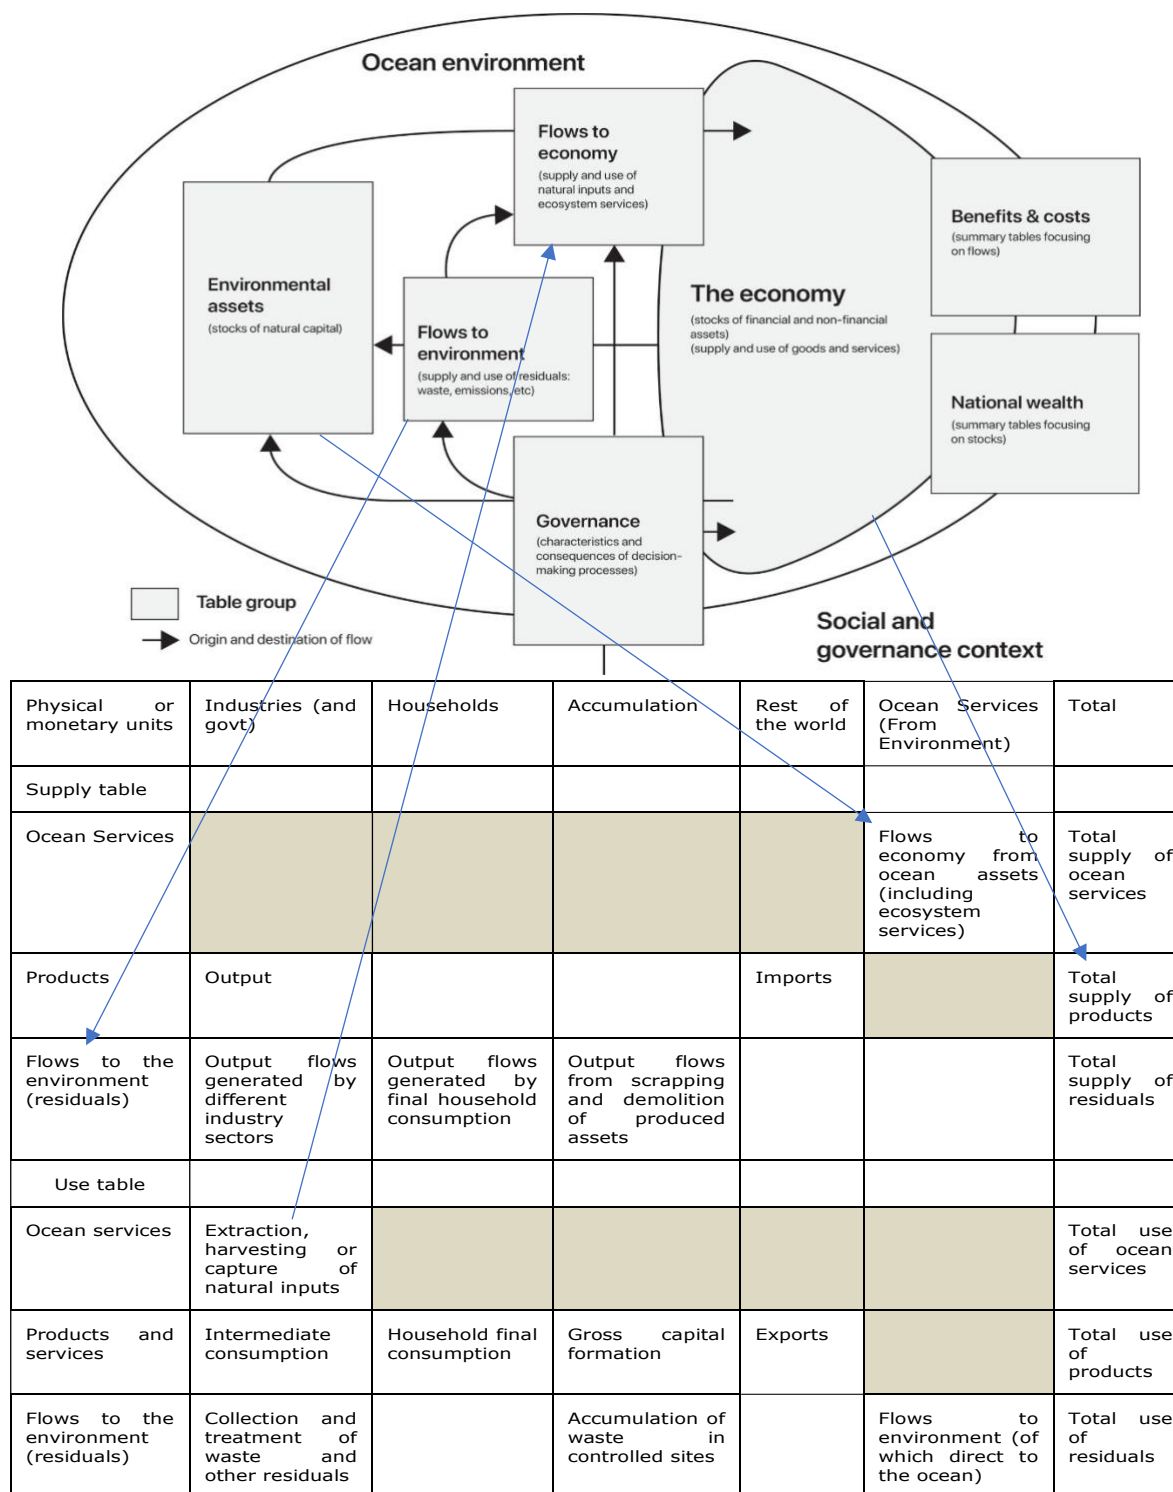 Ocean environment
Flows to
economy
(supply and use of
natural inputs and
ecosystem services)
Benefits & costs
(summary tables focusing
on flows)
Environmental
assets
(stocks of natural capital)
Flows to
environment
(supply and use of residuals:
waste, emissions, etc)
The economy
(stocks of financial and non-financial
assets)
(supply and use of goods and services)
National wealth
(summary tables focusing
on stocks)
Governance
(characteristics and
consequences of decision-
making processes)
Table group
Origin and destination of flow
Social and
governance context
Physical or
monetary units
Industries (and
govt)
Households
Accumulation
Rest of
the world
Ocean Services
(From
Environment)
Total
Supply table
Ocean Services
Flows to
economy from
ocean assets
(including
ecosystem
services)
Total
supply of
ocean
services
Products
Output
Imports
Total
supply of
products
Flows to the
environment
(residuals)
Output flows
generated by
different
industry
sectors
Output flows
generated by
final household
consumption
Output flows
from scrapping
and demolition
of produced
assets
Total
supply of
residuals
Use table
Ocean services
Extraction,
harvesting or
capture of
natural inputs
Total use
of ocean
services
Products and
services
Intermediate
consumption
Household final
consumption
Gross capital
formation
Exports
Total use
of
products
Flows to the
environment
(residuals)
Collection and
treatment of
waste and
other residuals
Accumulation of
waste in
controlled sites
Flows to
environment (of
which direct to
the ocean)
Total use
of
residuals